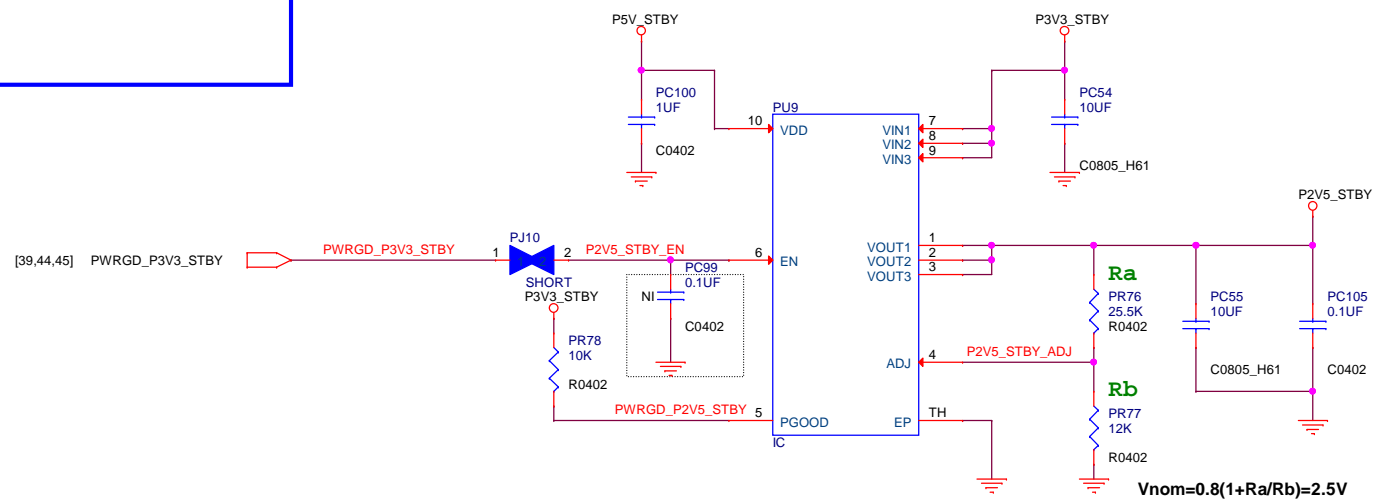 P5V_STBY
P3V3_STBY
PC100
1UF
C0402
PU9
PC54
10UF
C0805_H61
10
VDD
VIN1
7
VIN2
8
VIN3
9
P2V5_STBY
[39,44,45]
PWRGD_P3V3_STBY
PWRGD_P3V3_STBY
1
PJ10
2
SHORT
P2V5_STBY_EN
6
EN
VOUT1
1
VOUT2
2
VOUT3
3
PC99
0.1UF
NI
C0402
P3V3_STBY
PR78
10K
R0402
Ra
PR76
25.5K
R0402
PC55
10UF
C0805_H61
PC105
0.1UF
C0402
ADJ
4
P2V5_STBY_ADJ
Rb
PR77
12K
R0402
PWRGD_P2V5_STBY
5
PGOOD
EP
TH
IC
Vnom=0.8(1+Ra/Rb)=2.5V